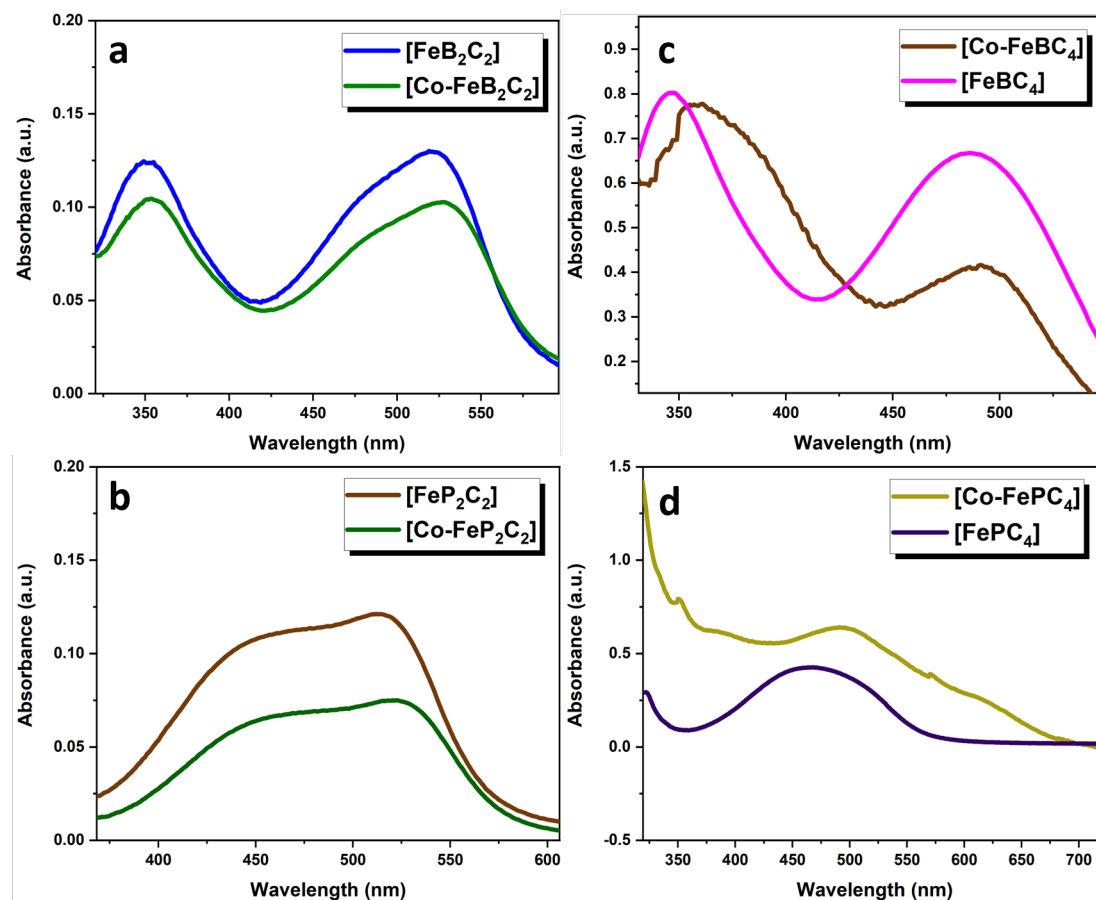 a
[FeB₂C₂]
[Co-FeB₂C₂]
0.20
0.15
0.10
0.05
0.00
Absorbance (a.u.)
350 400 450 500 550
Wavelength (nm)
c
[Co-FeBC₄]
[FeBC₄]
0.9
0.8
0.7
0.6
0.5
0.4
0.3
0.2
Absorbance (a.u.)
350 400 450 500
Wavelength (nm)
b
[FeP₂C₂]
[Co-FeP₂C₂]
0.20
0.15
0.10
0.05
0.00
Absorbance (a.u.)
400 450 500 550 600
Wavelength (nm)
d
[Co-FePC₄]
[FePC₄]
1.5
1.0
0.5
0.0
-0.5
Absorbance (a.u.)
350 400 450 500 550 600 650 700
Wavelength (nm)